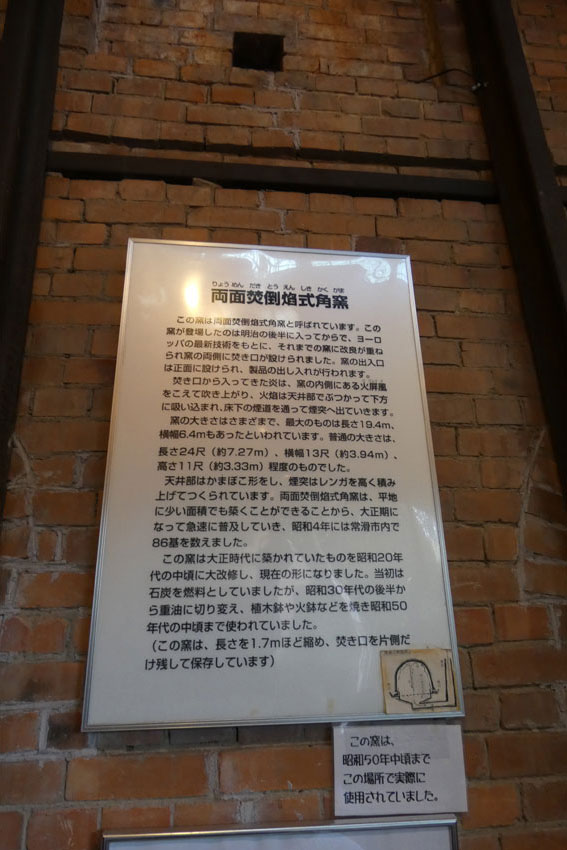 りょうめん だき とう えん しき かく がま
両面焚倒焔式角窯
この窯は両面焚倒焔式角窯と呼ばれています。この
窯が登場したのは明治の後半に入ってからで、ヨーロ
ッパの最新技術をもとに、それまでの窯に改良が重ね
られ窯の両側に焚き口が設けられました。窯の出入口
は正面に設けられ、製品の出し入れが行われます。
焚き口から入ってきた炎は、窯の内側にある火屏風
をこえて吹き上がり、火焔は天井部でぶつかって下方
に吸い込まれ、床下の煙道を通って煙突へ出ていきます。
窯の大きさはさまざまで、最大のものは長さ19.4m、
横幅6.4mもあったといわれています。普通の大きさは、
長さ24尺(約7.27m)、横幅13尺(約3.94m)、
高さ11尺(約3.33m)程度のものでした。
天井部はかまぼこ形をし、煙突はレンガを高く積み
上げてつくられています。両面焚倒焔式角窯は、平地
に少い面積でも築くことができることから、大正期に
なって急速に普及していき、昭和4年には常滑市内で
86基を数えました。
この窯は大正時代に築かれていたものを昭和20年
代の中頃に大改修し、現在の形になりました。当初は
石炭を燃料としていましたが、昭和30年代の後半か
ら重油に切り変え、植木鉢や火鉢などを焼き昭和50
年代の中頃まで使われていました。
(この窯は、長さを1.7mほど縮め、焚き口を片側だ
け残して保存しています)
この窯は、
昭和50年中頃まで
この場所で実際に
使用されていました。